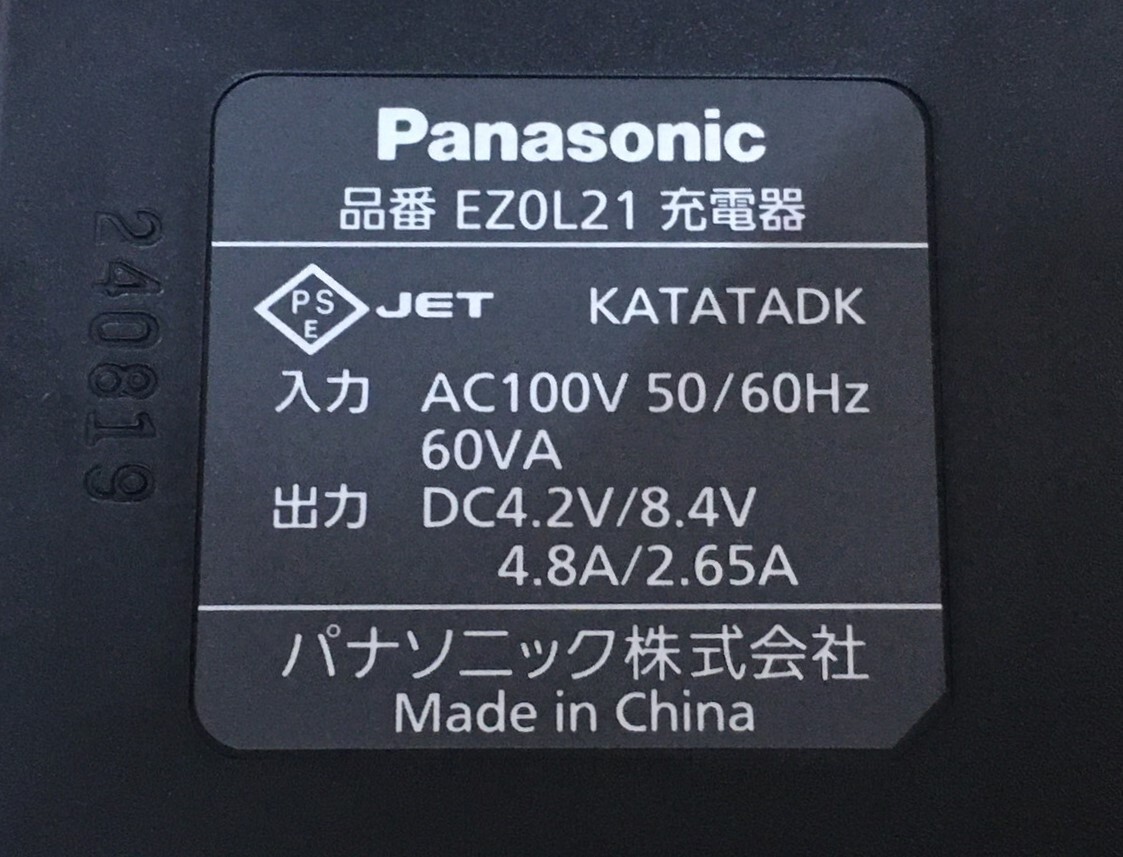 Panasonic
品番 EZ0L21 充電器
PS
E
JET KATATADK
入力 AC100V 50/60Hz
60VA
出力 DC4.2V/8.4V
4.8A/2.65A
パナソニック株式会社
Made in China
240819